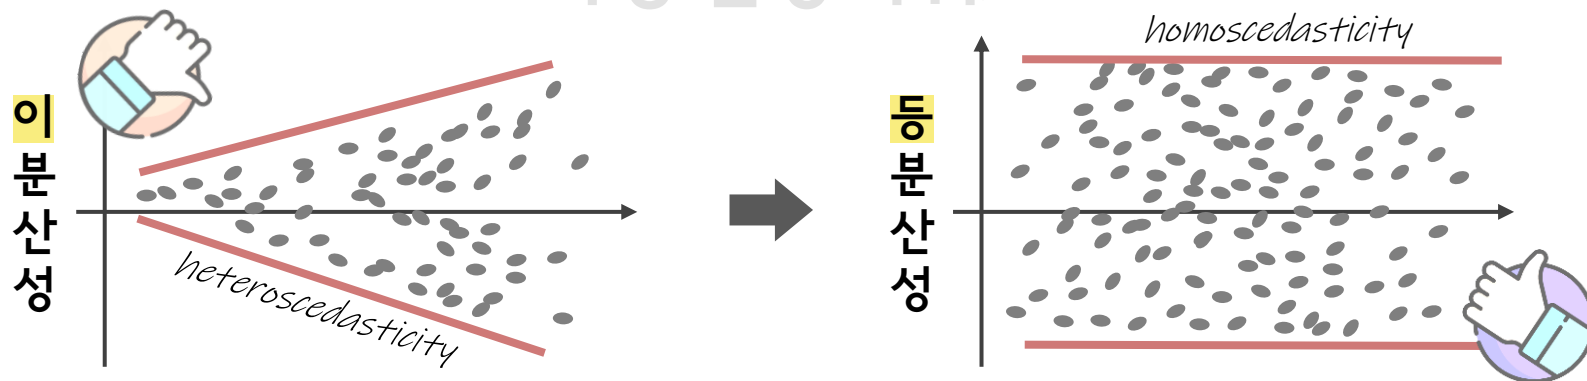 이분산성
heteroscedasticity
등분산성
homoscedasticity